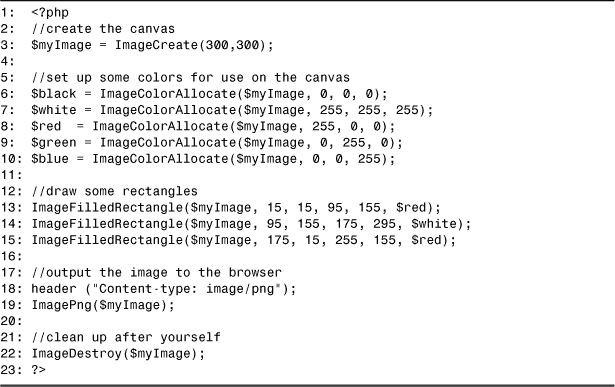 1: <?php
2: //create the canvas
3: $myImage = ImageCreate(300,300);
4:
5: //set up some colors for use on the canvas
6: $black = ImageColorAllocate($myImage, 0, 0, 0);
7: $white = ImageColorAllocate($myImage, 255, 255, 255);
8: $red  = ImageColorAllocate($myImage, 255, 0, 0);
9: $green = ImageColorAllocate($myImage, 0, 255, 0);
10: $blue = ImageColorAllocate($myImage, 0, 0, 255);
11:
12: //draw some rectangles
13: ImageFilledRectangle($myImage, 15, 15, 95, 155, $red);
14: ImageFilledRectangle($myImage, 95, 155, 175, 295, $white);
15: ImageFilledRectangle($myImage, 175, 15, 255, 155, $red);
16:
17: //output the image to the browser
18: header ("Content-type: image/png");
19: ImagePng($myImage);
20:
21: //clean up after yourself
22: ImageDestroy($myImage);
23: ?>